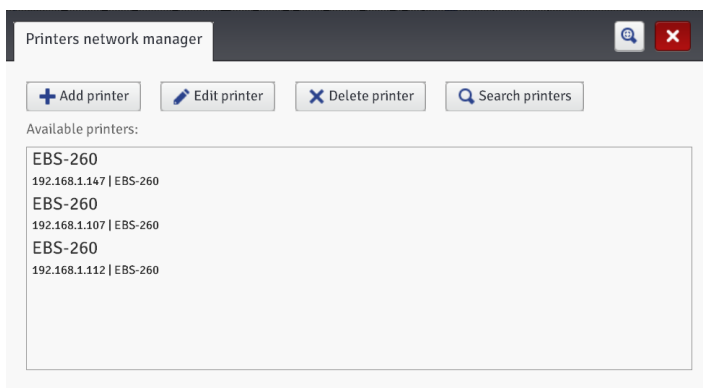 Printers network manager
Add printer Edit printer Delete printer Search printers
Available printers:
EBS-260
192.168.1.147 | EBS-260
EBS-260
192.168.1.107 | EBS-260
EBS-260
192.168.1.112 | EBS-260